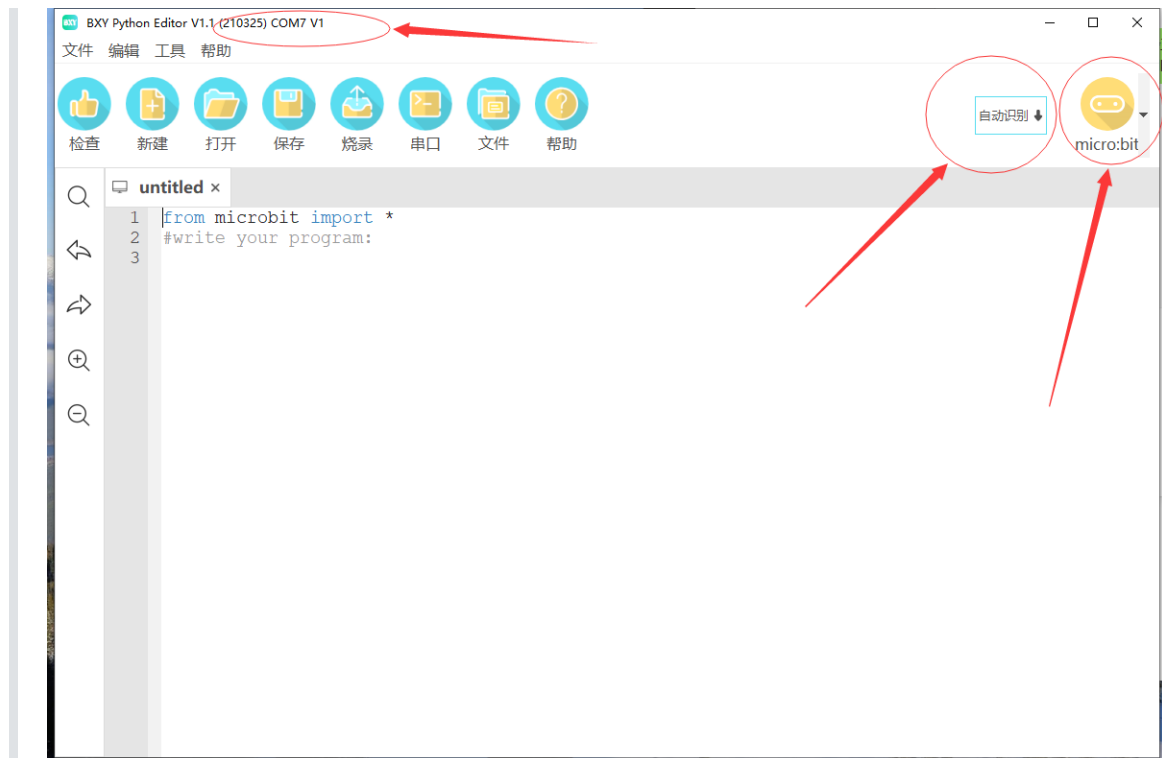 BXY BXY Python Editor V1.1 (210325) COM7 V1
文件 编辑 工具 帮助
检查 新建 打开 保存 烧录 串口 文件 帮助
自动识别
micro:bit
untitled ×
1 from microbit import *
2 #write your program:
3